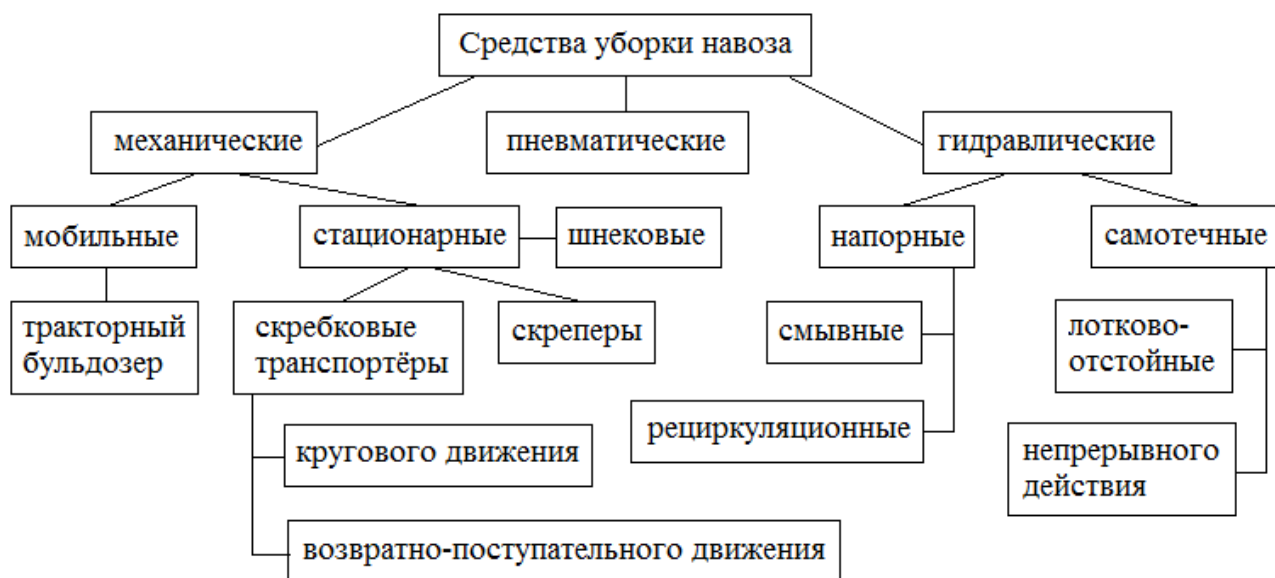 Средства уборки навоза
механические
пневматические
гидравлические
мобильные
стационарные
шнековые
напорные
самотечные
тракторный
бульдозер
скребковые
транспортёры
скреперы
смывные
лотково-
отстойные
рециркуляционные
кругового движения
непрерывного
действия
возвратно-поступательного движения